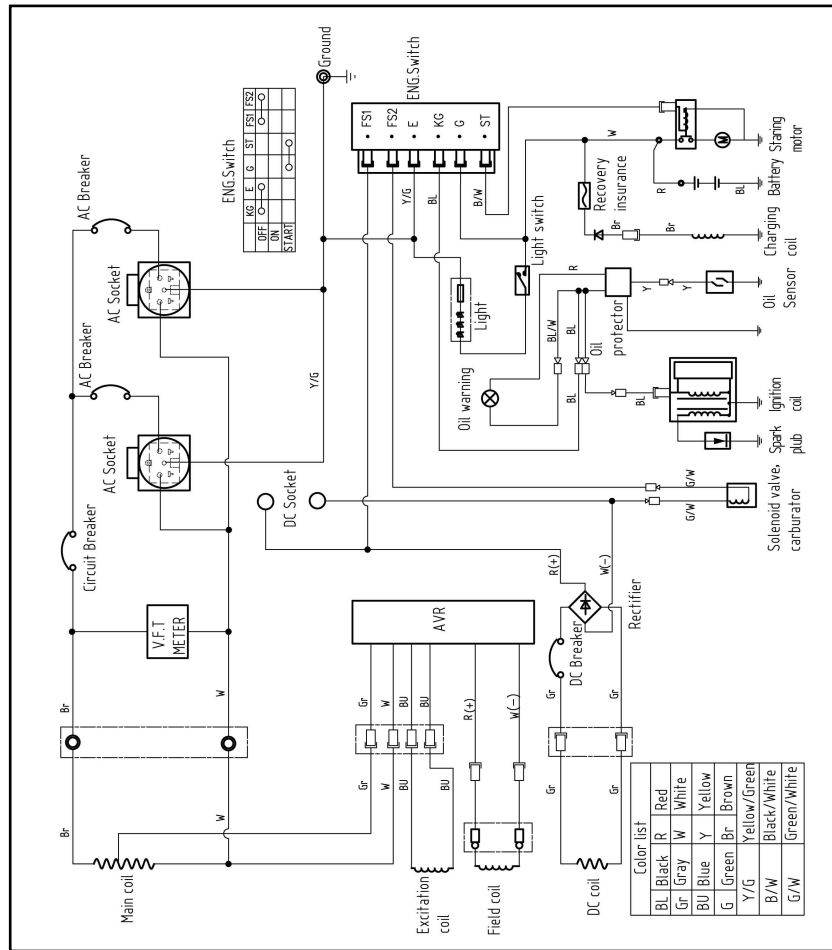 Ground
ENG.Switch
KG E G ST FS1 FS2
OFF
ON
START
AC Breaker
AC Socket
AC Breaker
AC Socket
Circuit Breaker
V.F.T
METER
Br
W
Br
W
Main coil
Y/G
ENG.Switch
FS1
FS2
E
KG
G
ST
Y/G
BL
B/W
W
Light switch
Light
Recovery
insurance
Br
Br
Charging
coil
R
BL
Battery
Staring
motor
R
Oil warning
BL/W
BL
BL
Oil
protector
Y
Y
Oil
Sensor
BL
Ignition
coil
Spark
plub
DC Socket
G/W
G/W
Solenoid valve,
carburator
AVR
Gr
W
BU
BU
R(+)
W(-)
Gr
W
BU
BU
Excitation
coil
Field coil
R(+)
W(-)
Rectifier
DC Breaker
Gr
Gr
Gr
Gr
DC coil
Color list
BL Black R Red
Gr Gray W White
BU Blue Y Yellow
G Green Br Brown
Y/G Yellow/Green
B/W Black/White
G/W Green/White